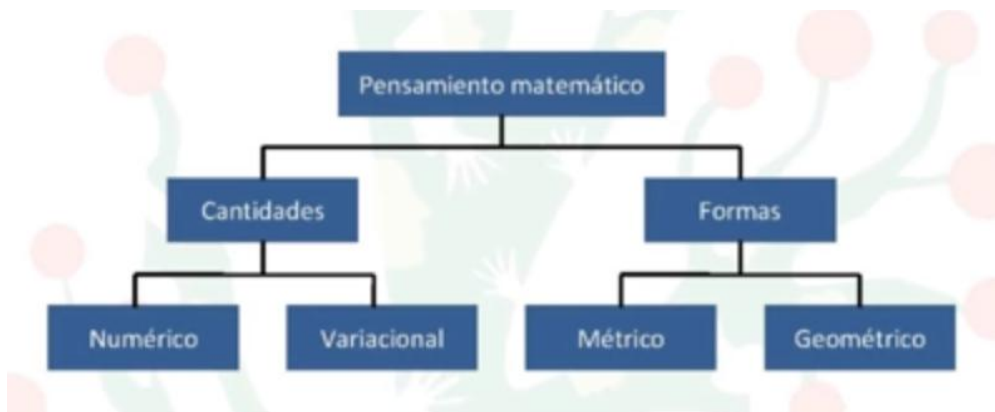 Pensamiento matemático
Cantidades
Formas
Numérico
Variacional
Métrico
Geométrico